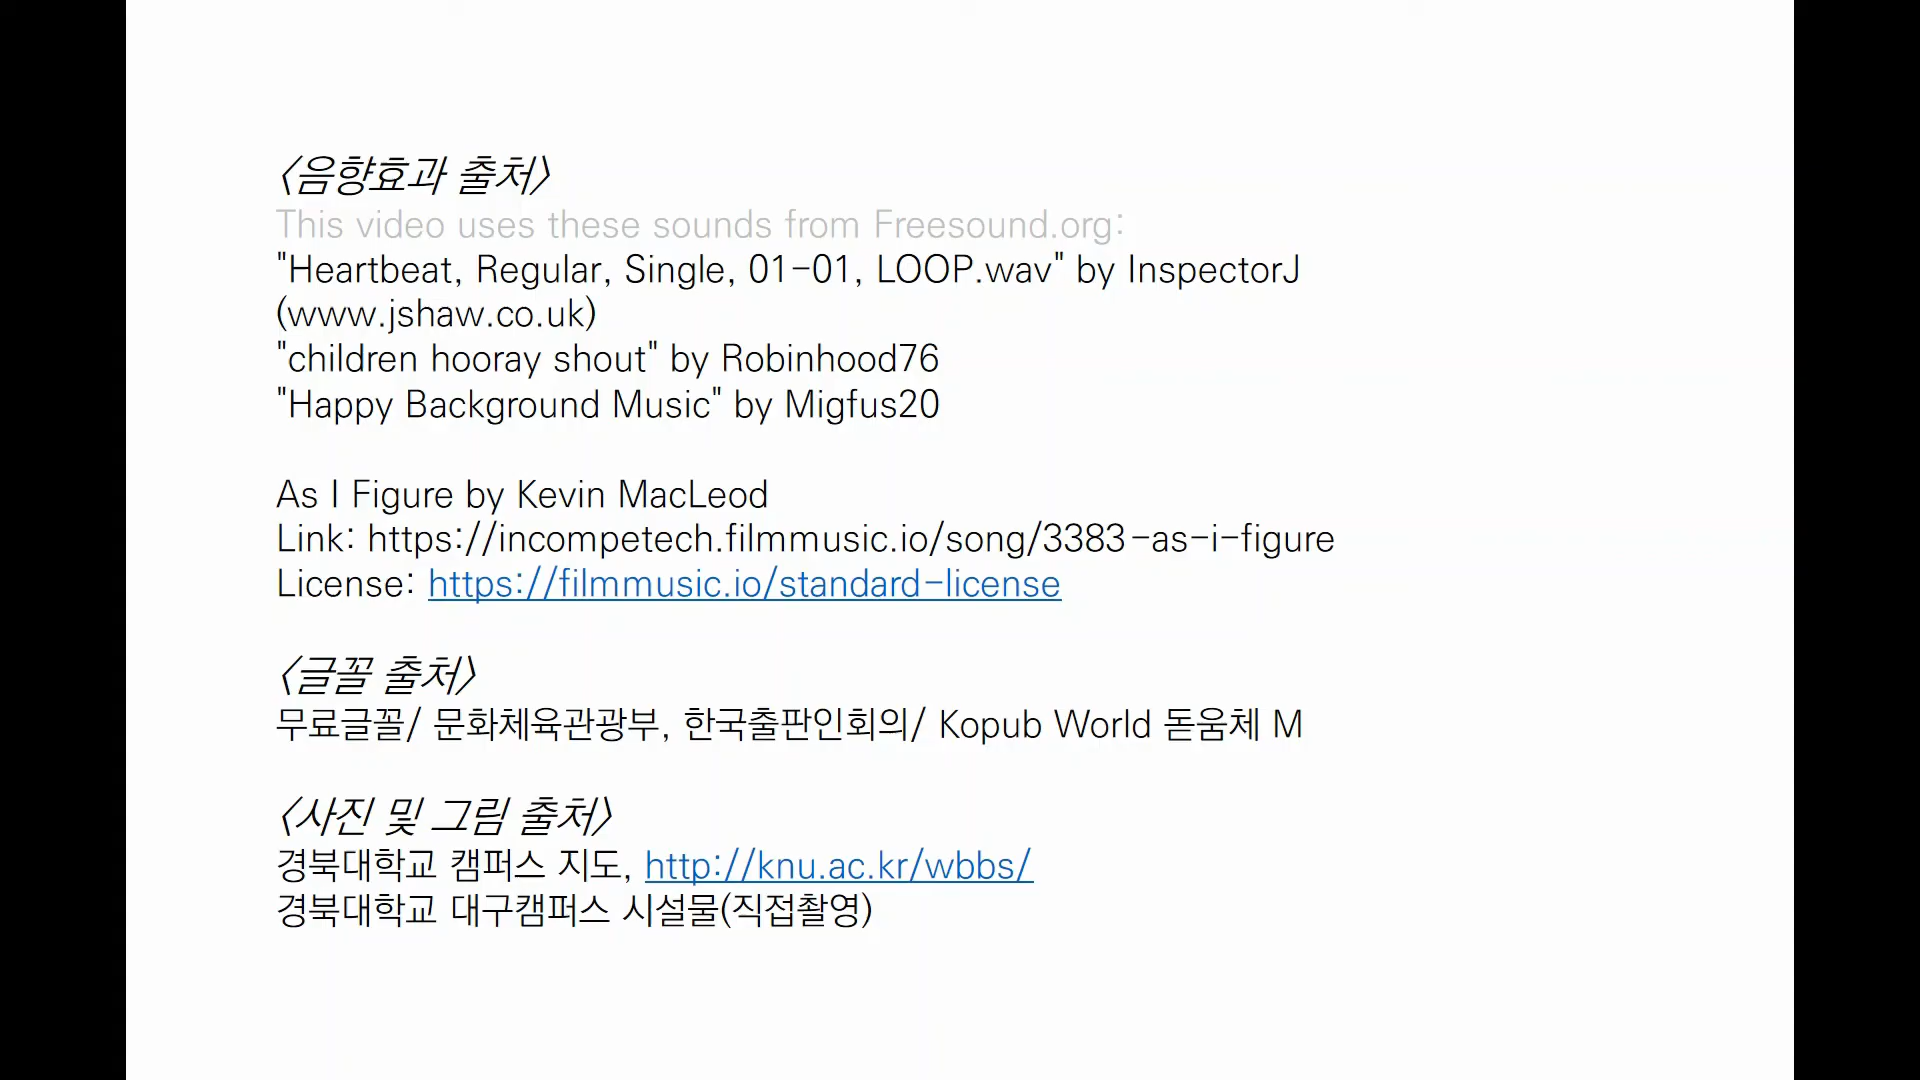 <음향효과 출처>
This video uses these sounds from Freesound.org:
"Heartbeat, Regular, Single, 01-01, LOOP.wav" by InspectorJ
(www.jshaw.co.uk)
"children hooray shout" by Robinhood76
"Happy Background Music" by Migfus20
As I Figure by Kevin MacLeod
Link: https://incompetech.filmmusic.io/song/3383-as-i-figure
License: https://filmmusic.io/standard-license
<글꼴 출처>
무료글꼴/ 문화체육관광부, 한국출판인회의/ Kopub World 돋움체 M
<사진 및 그림 출처>
경북대학교 캠퍼스 지도, http://knu.ac.kr/wbbs/
경북대학교 대구캠퍼스 시설물(직접촬영)